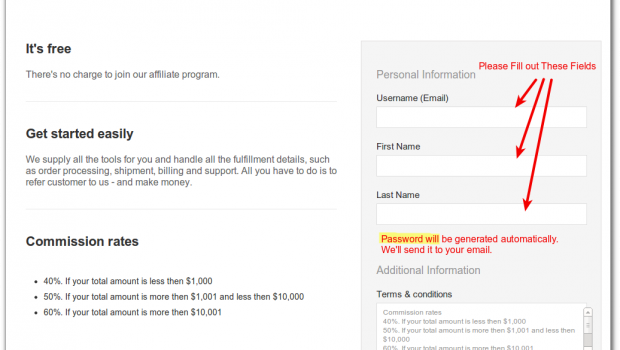 It's free
There's no charge to join our affiliate program.
Get started easily
We supply all the tools for you and handle all the fulfillment details, such
as order processing, shipment, billing and support. All you have to do is to
refer customer to us - and make money.
Commission rates
40%. If your total amount is less then $1,000
50%. If your total amount is more then $1,001 and less then $10,000
60%. If your total amount is more then $10,001
Please Fill out These Fields
Personal Information
Username (Email)
First Name
Last Name
Password will be generated automatically.
We'll send it to your email.
Additional Information
Terms & conditions
Commission rates
40%. If your total amount is less then $1,000
50%. If your total amount is more then $1,001 and less then
$10,000
60%. If your total amount is more then $10,001